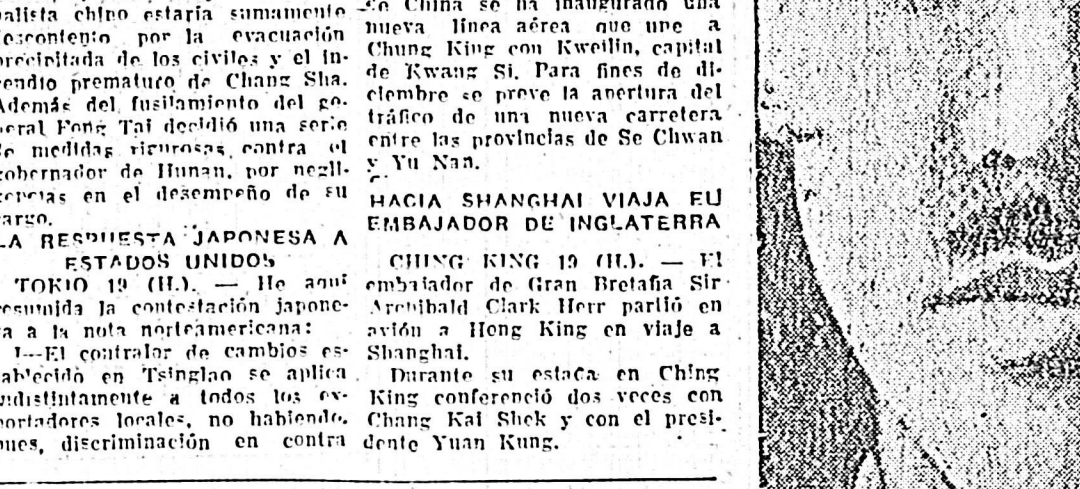 nalista chino estaría sumamente
descontento por la evacuación
precipitada de los civiles y el in-
cendio prematuro de Chang Sha.
Además del fusilamiento del ge-
neral Fong Tai decidió una serie
de medidas rigurosas contra el
gobernador de Hunan, por negli-
gencias en el desempeño de su
cargo.
LA RESPUESTA JAPONESA A
ESTADOS UNIDOS
TOKIO 19 (H.). — He aquí
resumida la contestación japone-
sa a la nota norteamericana:
1—El contralor de cambios es-
tablecido en Tsingtao se aplica
indistintamente a todos los ex-
portadores locales, no habiendo,
pues, discriminación en contra
En China se ha inaugurado una
nueva línea aérea que une a
Chung King con Kweilin, capital
de Kwang Si. Para fines de di-
ciembre se prevé la apertura del
tráfico de una nueva carretera
entre las provincias de Se Chwan
y Yu Nan.
HACIA SHANGHAI VIAJA EL
EMBAJADOR DE INGLATERRA
CHING KING 19 (H.). — El
embajador de Gran Bretaña Sir
Archibald Clark Herr partió en
avión a Hong King en viaje a
Shanghai.
Durante su estada en Ching
King conferenció dos veces con
Chang Kai Shek y con el presi-
dente Yuan Kung.